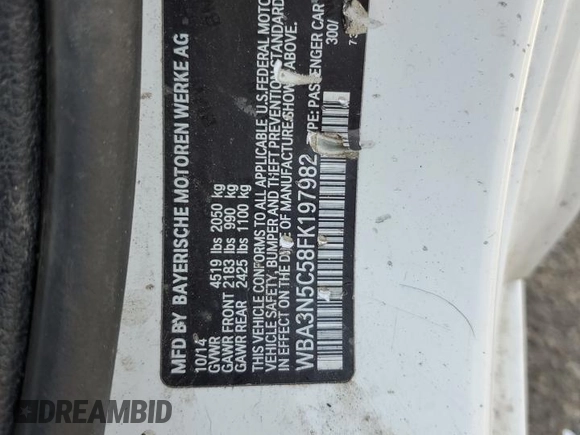 MFD BY BAYERISCHE MOTOREN WERKE AG
10/14
GVWR 4519 lbs 2050 kg
GAWR FRONT 2183 lbs 990 kg
GAWR REAR 2425 lbs 1100 kg
THIS VEHICLE CONFORMS TO ALL APPLICABLE U.S.FEDERAL MOTOR
VEHICLE SAFETY, BUMPER AND THEFT PREVENTION STANDARD
IN EFFECT ON THE DATE OF MANUFACTURE SHOWN ABOVE.
WBA3N5C58FK197982 TYPE: PASSENGER CAR
300/
DREAMBID